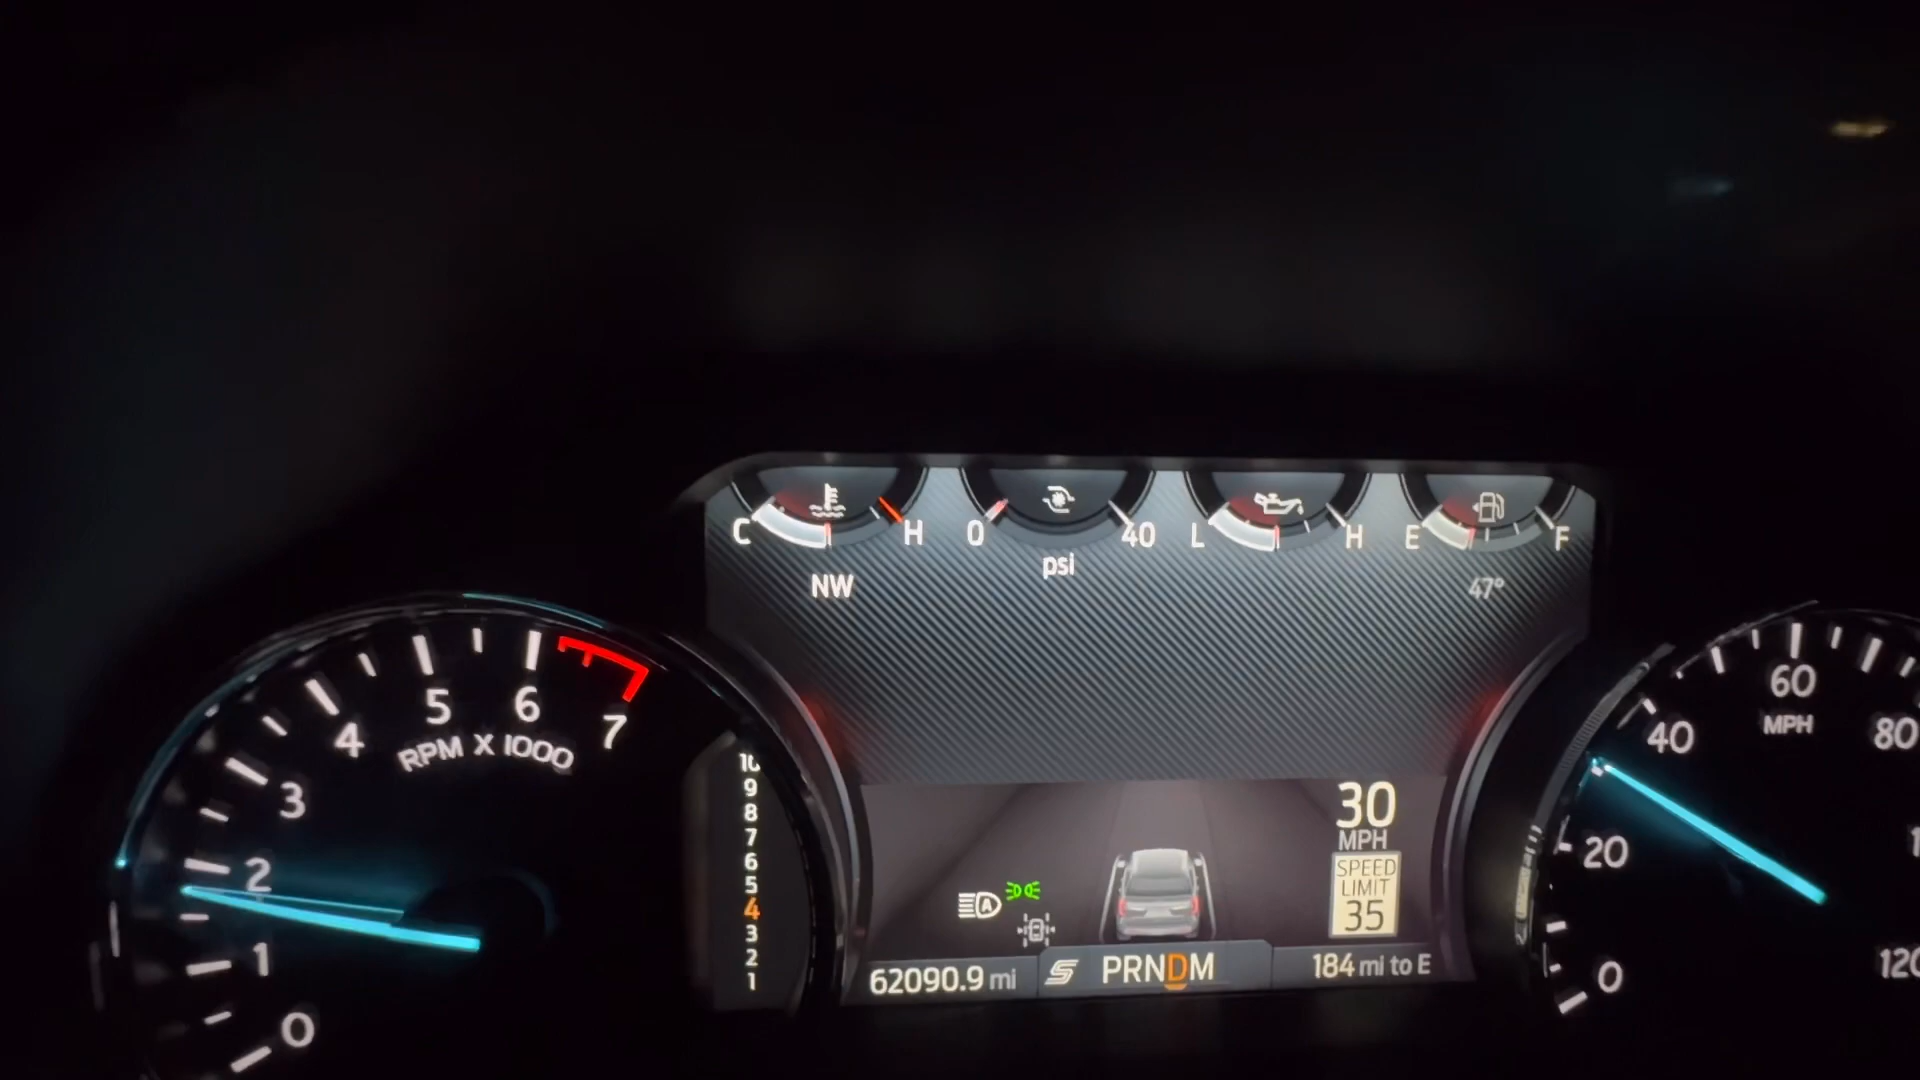 C H 0 40 L H E F
psi
NW 47°
0 1 2 3 4 5 6 7
RPM X 1000
10
9
8
7
6
5
4
3
2
1
30
MPH
SPEED
LIMIT
35
A
62090.9 mi S PRNDM 184 mi to E
0 20 40 60 80 120
MPH